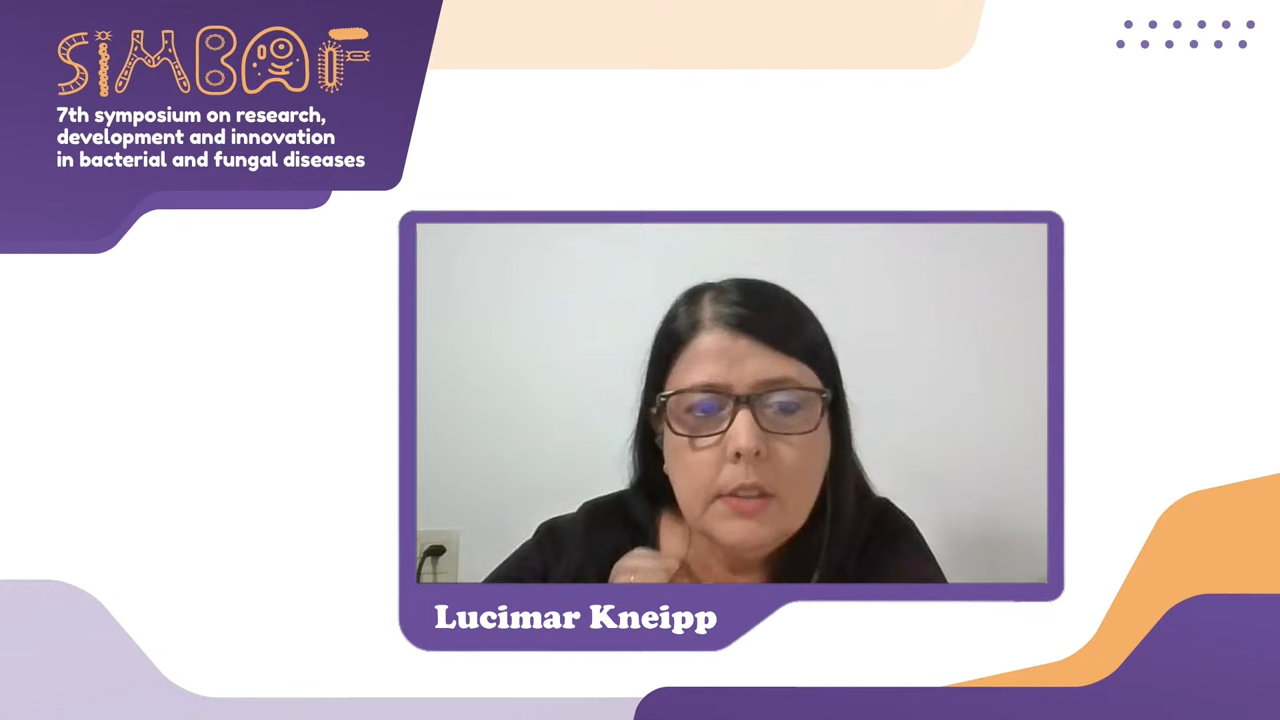 SIMBAF
7th symposium on research,
development and innovation
in bacterial and fungal diseases
Lucimar Kneipp